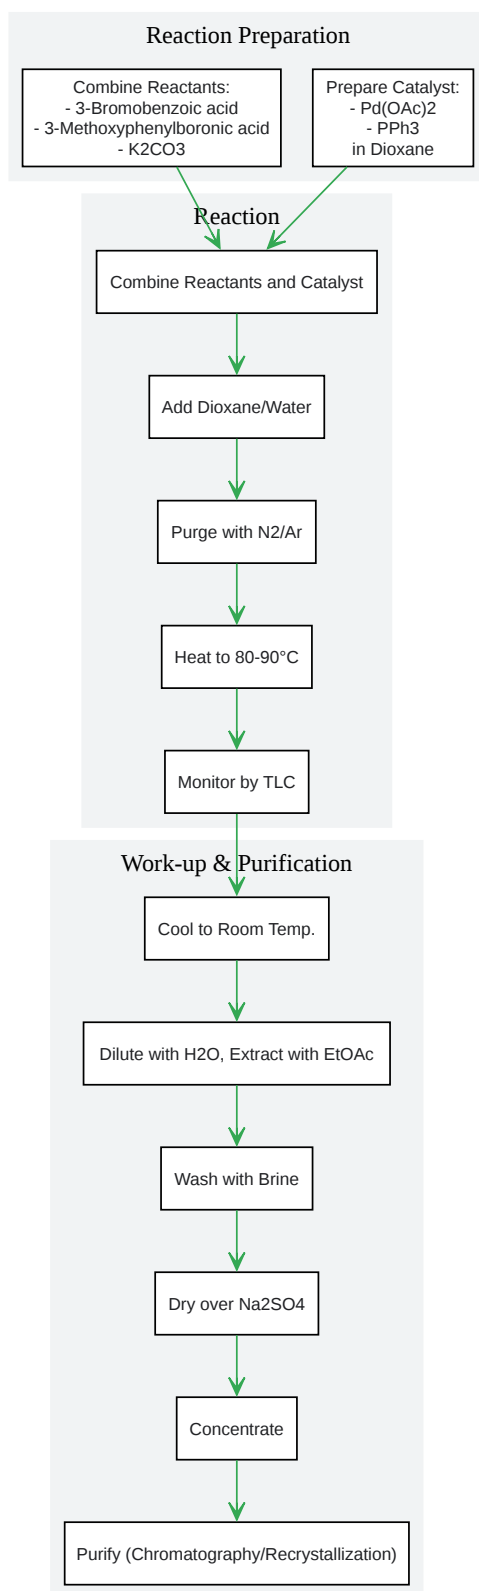 Reaction Preparation
Combine Reactants:
- 3-Bromobenzoic acid
- 3-Methoxyphenylboronic acid
- K2CO3
Prepare Catalyst:
- Pd(OAc)2
- PPh3
in Dioxane
Reaction
Combine Reactants and Catalyst
Add Dioxane/Water
Purge with N2/Ar
Heat to 80-90°C
Monitor by TLC
Work-up & Purification
Cool to Room Temp.
Dilute with H2O, Extract with EtOAc
Wash with Brine
Dry over Na2SO4
Concentrate
Purify (Chromatography/Recrystallization)